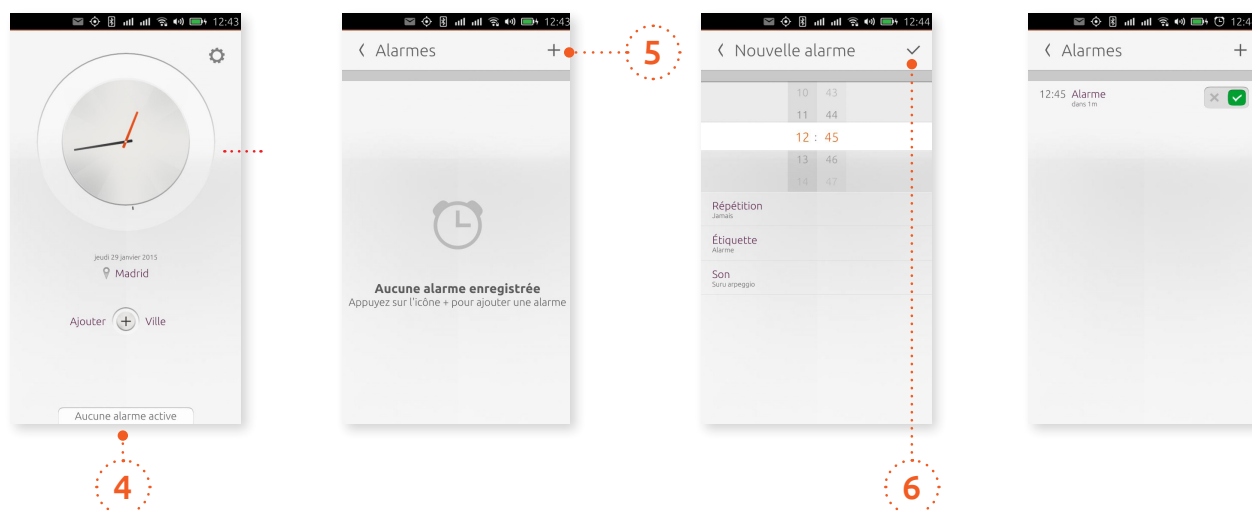 12:43
jeudi 29 janvier 2015
Madrid
Ajouter + Ville
Aucune alarme active
4
12:43
Alarmes +
5
Aucune alarme enregistrée
Appuyez sur l'icône + pour ajouter une alarme
12:44
Nouvelle alarme
10 43
11 44
12 : 45
13 46
14 47
Répétition
Jamais
Étiquette
Alarme
Son
Suru arpeggio
6
Alarmes +
12:45 Alarme
dans 1m